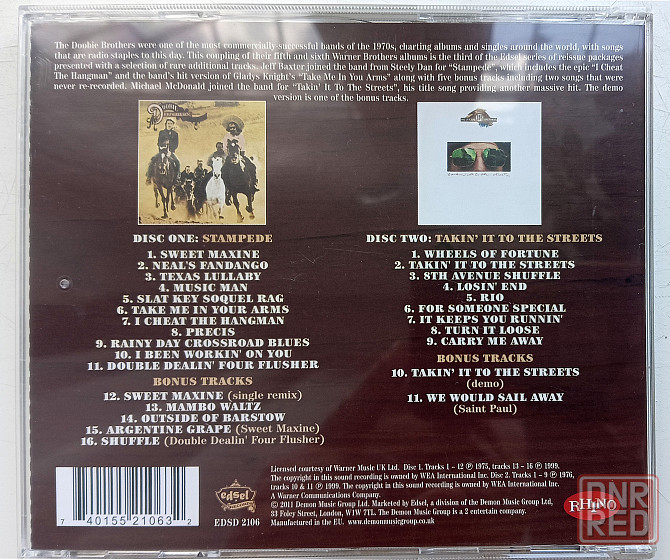 The Doobie Brothers were one of the most commercially successful bands of the 1970s, charting albums and singles around the world, with songs
that are radio staples to this day. This coupling of their fifth and sixth Warner Brothers albums is the third of the Edsel series of reissue packages
presented with a selection of rare additional tracks. Jeff Baxter joined the band from Steely Dan for "Stampede", which includes the epic "I Cheat
The Hangman" and the band's hit version of Gladys Knight's "Take Me In You Arms" along with five bonus tracks including two songs that were
never re-recorded. Michael McDonald joined the band for "Takin' It To The Streets", his title song providing another massive hit. The demo
version is one of the bonus tracks.
DISC ONE: STAMPEDE
1. SWEET MAXINE
2. NEAL'S FANDANGO
3. TEXAS LULLABY
4. MUSIC MAN
5. SLAT KEY SOQUEL RAG
6. TAKE ME IN YOUR ARMS
7. I CHEAT THE HANGMAN
8. PRECIS
9. RAINY DAY CROSSROAD BLUES
10. I BEEN WORKIN' ON YOU
11. DOUBLE DEALIN' FOUR FLUSHER
BONUS TRACKS
12. SWEET MAXINE (single remix)
13. MAMBO WALTZ
14. OUTSIDE OF BARSTOW
15. ARGENTINE GRAPE (Sweet Maxine)
16. SHUFFLE (Double Dealin' Four Flusher)
DISC TWO: TAKIN' IT TO THE STREETS
1. WHEELS OF FORTUNE
2. TAKIN' IT TO THE STREETS
3. 8TH AVENUE SHUFFLE
4. LOSIN' END
5. RIO
6. FOR SOMEONE SPECIAL
7. IT KEEPS YOU RUNNIN'
8. TURN IT LOOSE
9. CARRY ME AWAY
BONUS TRACKS
10. TAKIN' IT TO THE STREETS
(demo)
11. WE WOULD SAIL AWAY
(Saint Paul)
7 40155 21063 2
edsel
EDSD 2106
Licensed courtesy of Warner Music UK Ltd. Disc 1. Tracks 1 – 12 ℗ 1975, tracks 13 – 16 ℗ 1999.
The copyright in this sound recording is owned by WEA International Inc. Disc 2. Tracks 1 – 9 ℗ 1976,
tracks 10 & 11 ℗ 1999. The copyright in this sound recording is owned by WEA International Inc.
A Warner Communications Company.
© 2011 Demon Music Group Ltd. Marketed by Edsel, a division of the Demon Music Group Ltd,
33 Foley Street, London, W1W 7TL. The Demon Music Group is a 2 entertain company.
Manufactured in the EU. www.demonmusicgroup.co.uk
RHINO
DNR
RED